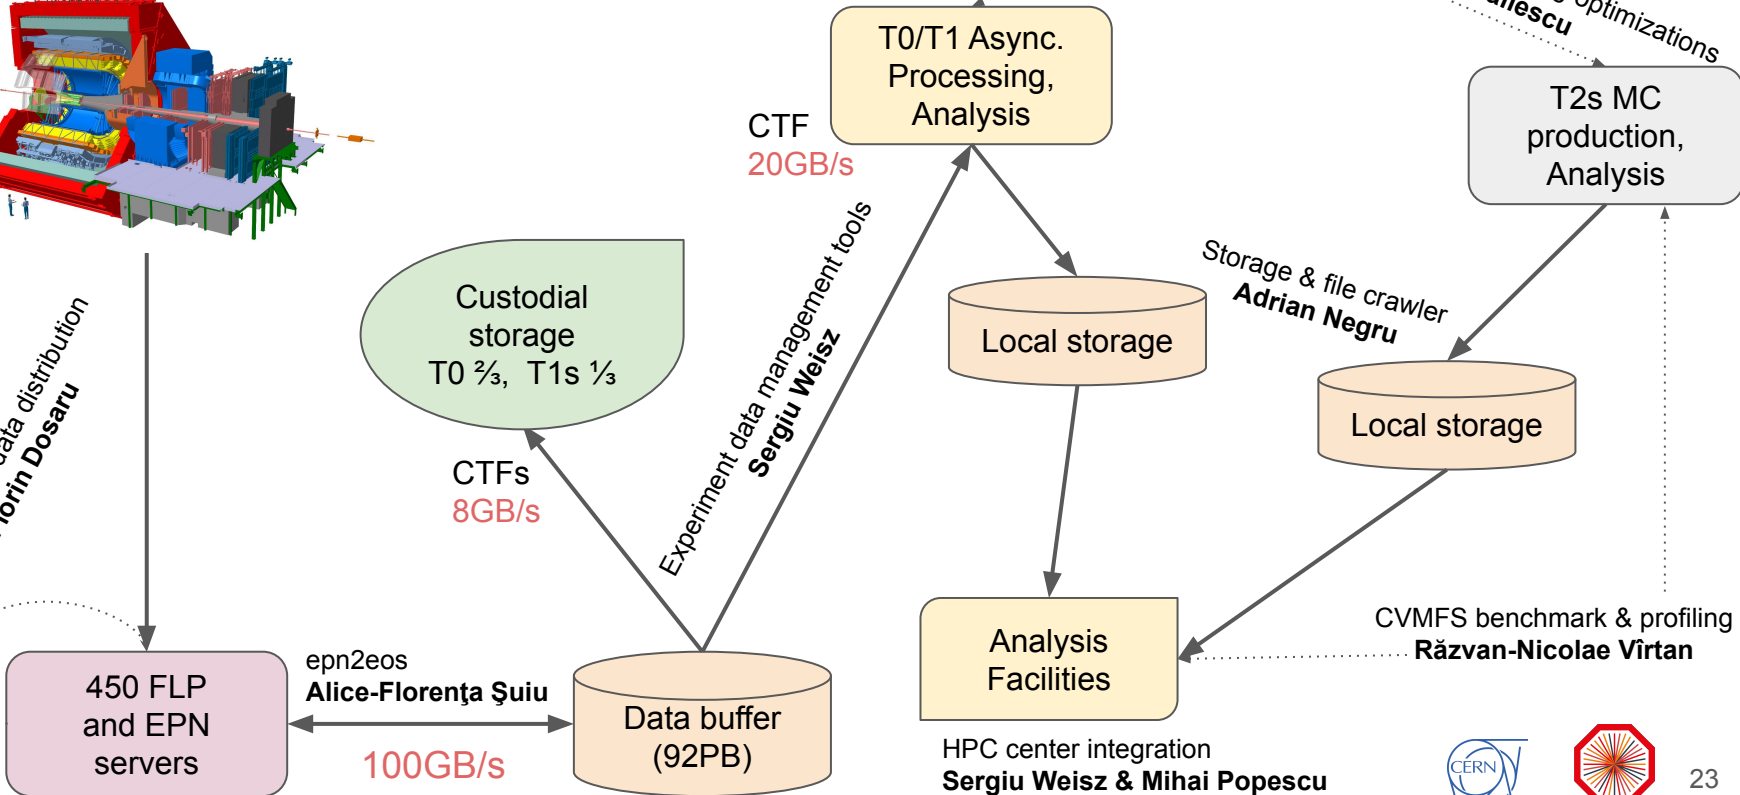 T0/T1 Async.
Processing,
Analysis
optimizations
T2s MC
production,
Analysis
CTF
20GB/s
Custodial
storage
T0 ⅔, T1s ⅓
Experiment data management tools
Sergiu Weisz
Storage & file crawler
Adrian Negru
Local storage
Local storage
data distribution
Dosaru
CTFs
8GB/s
450 FLP
and EPN
servers
epn2eos
Alice-Florenţa Şuiu
100GB/s
Data buffer
(92PB)
Analysis
Facilities
CVMFS benchmark & profiling
Răzvan-Nicolae Vîrtan
HPC center integration
Sergiu Weisz & Mihai Popescu
CERN
23